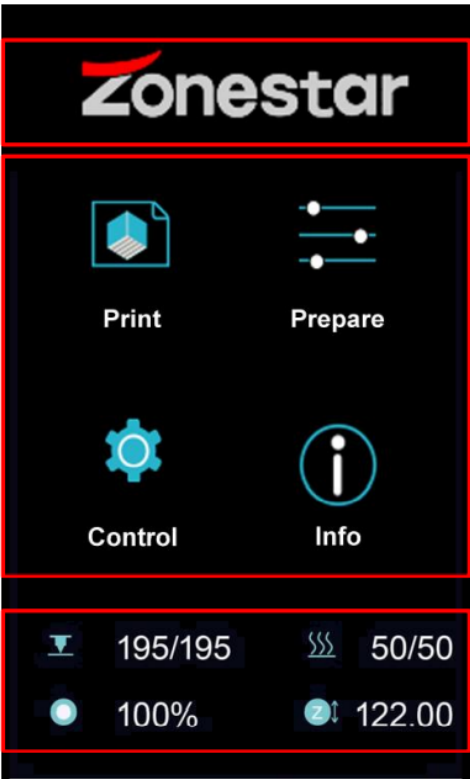 Zonestar
Print Prepare
Control Info
195/195 50/50
100% Z 122.00